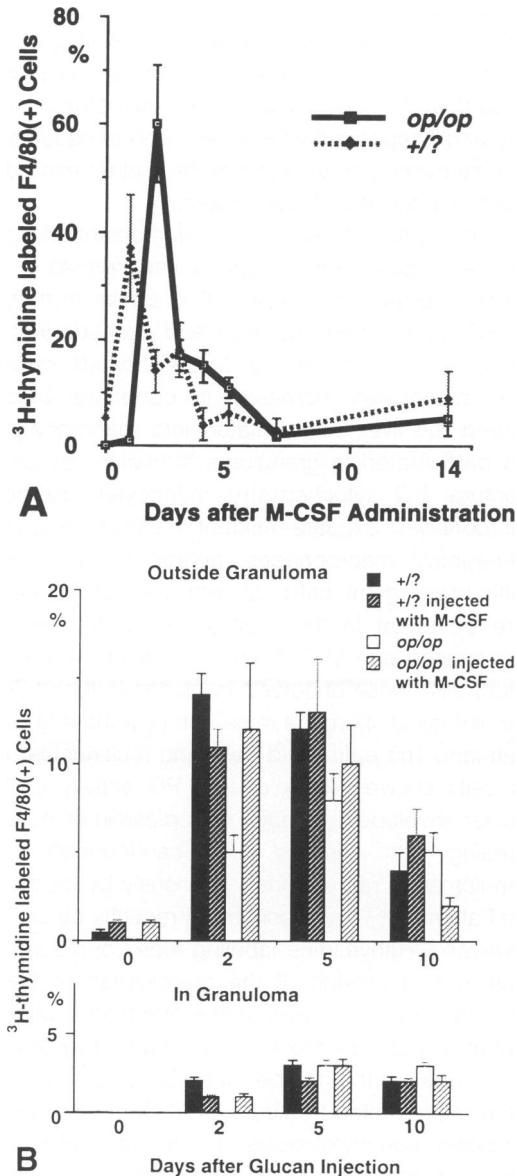 80
%
60
40
20
0
³H-thymidine labeled F4/80(+) Cells
op/op
+/?
0 5 10 14
A
Days after M-CSF Administration
Outside Granuloma
20
%
10
0
+/?
+/? injected
with M-CSF
op/op
op/op injected
with M-CSF
0 2 5 10
³H-thymidine labeled F4/80(+) Cells
In Granuloma
%
5
0 2 5 10
B
Days after Glucan Injection